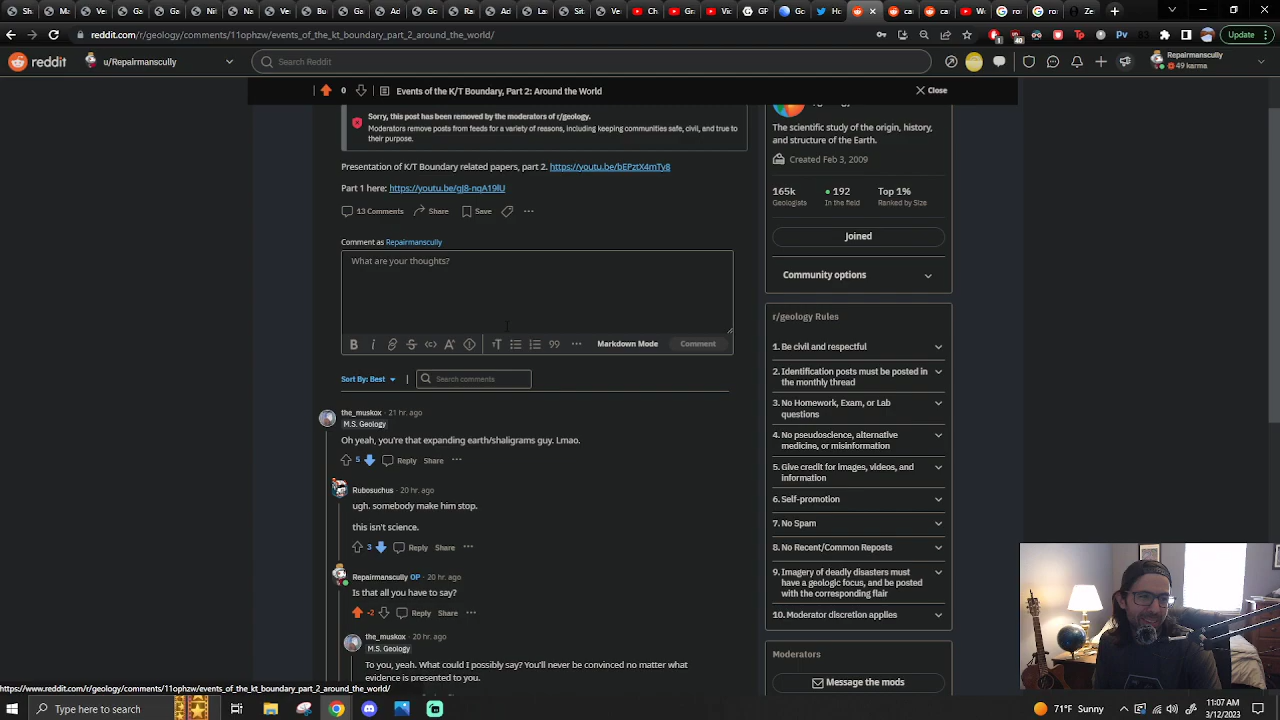 Update
reddit.com/r/geology/comments/11ophzw/events_of_the_kt_boundary_part_2_around_the_world/
reddit
u/Repairmanscully
Search Reddit
Repairmanscully
49 karma
0
Events of the K/T Boundary, Part 2: Around the World
Close
Sorry, this post has been removed by the moderators of r/geology.
Moderators remove posts from feeds for a variety of reasons, including keeping communities safe, civil, and true to
their purpose.
Presentation of K/T Boundary related papers, part 2. https://youtu.be/bEPztX4mTy8
Part 1 here: https://youtu.be/gJ8-nqA19lU
13 Comments
Share
Save
Comment as Repairmanscully
What are your thoughts?
Markdown Mode
Comment
Sort By: Best
Search comments
the_muskox · 21 hr. ago
M.S. Geology
Oh yeah, you're that expanding earth/shaligrams guy. Lmao.
5
Reply
Share
Rubosuchus · 20 hr. ago
ugh. somebody make him stop.
this isn't science.
3
Reply
Share
Repairmanscully OP · 20 hr. ago
Is that all you have to say?
-2
Reply
Share
the_muskox · 20 hr. ago
M.S. Geology
To you, yeah. What could I possibly say? You'll never be convinced no matter what
evidence is presented to you.
The scientific study of the origin, history,
and structure of the Earth.
Created Feb 3, 2009
165k
Geologists
192
In the field
Top 1%
Ranked by Size
Joined
Community options
r/geology Rules
1. Be civil and respectful
2. Identification posts must be posted in
the monthly thread
3. No Homework, Exam, or Lab
questions
4. No pseudoscience, alternative
medicine, or misinformation
5. Give credit for images, videos, and
information
6. Self-promotion
7. No Spam
8. No Recent/Common Reposts
9. Imagery of deadly disasters must
have a geologic focus, and be posted
with the corresponding flair
10. Moderator discretion applies
Moderators
Message the mods
https://www.reddit.com/r/geology/comments/11ophzw/events_of_the_kt_boundary_part_2_around_the_world/
Type here to search
71°F Sunny
11:07 AM
3/12/2023